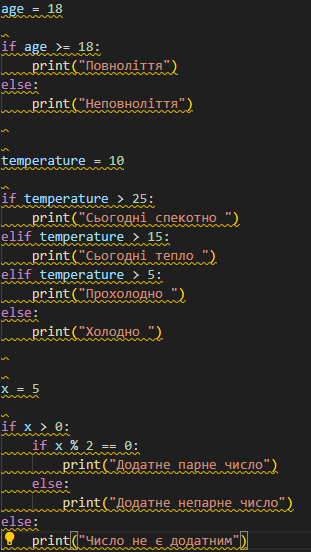 age = 18
if age >= 18:
    print("Повноліття")
else:
    print("Неповноліття")
temperature = 10
if temperature > 25:
    print("Сьогодні спекотно ")
elif temperature > 15:
    print("Сьогодні тепло ")
elif temperature > 5:
    print("Прохолодно ")
else:
    print("Холодно ")
x = 5
if x > 0:
    if x % 2 == 0:
        print("Додатне парне число")
    else:
        print("Додатне непарне число")
else:
    print("Число не є додатним")